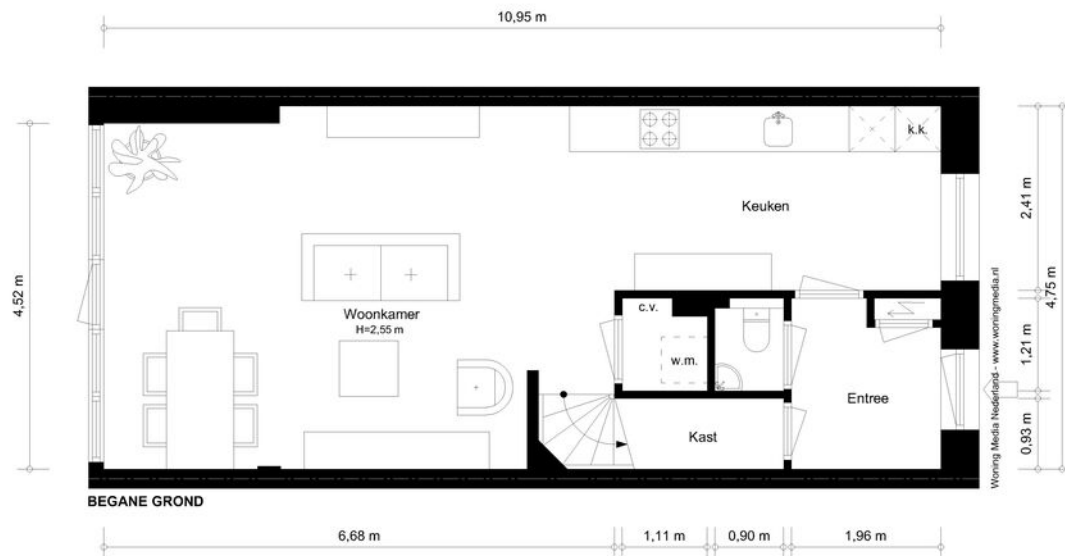 10,95 m
k.k.
Keuken
2,41 m
4,52 m
4,75 m
Woonkamer
H=2,55 m
c.v.
w.m.
1,21 m
Entree
Kast
0,93 m
Woning Media Nederland - www.woningmedia.nl
BEGANE GROND
6,68 m
1,11 m
0,90 m
1,96 m